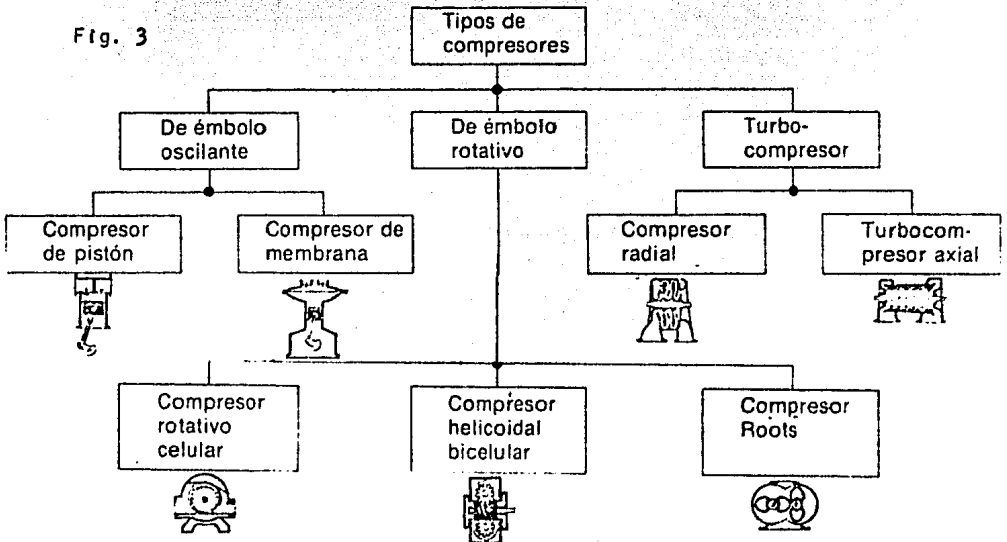 Fig. 3
Tipos de
compresores
De émbolo
oscilante
De émbolo
rotativo
Turbo-
compresor
Compresor
de pistón
Compresor de
membrana
Compresor
radial
Turbocom-
presor axial
Compresor
rotativo
celular
Compresor
helicoidal
bicelular
Compresor
Roots